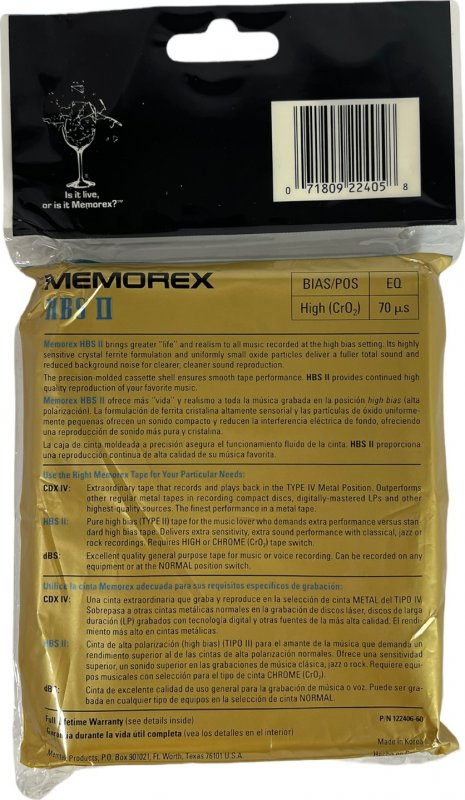 Is it live,
or is it Memorex?™
0 71809 22405 8
MEMOREX
HBS II
BIAS/POS EQ
High (CrO₂) 70 µs
Memorex HBS II brings greater "life" and realism to all music recorded at the high bias setting. Its highly
sensitive crystal ferrite formulation and uniformly small oxide particles deliver a fuller total sound and
reduced background noise for clearer, cleaner sound reproduction.
The precision-molded cassette shell ensures smooth tape performance. HBS II provides continued high
quality reproduction of your favorite music.
Memorex HBS II ofrece más "vida" y realismo a toda la música grabada en la posición high bias (alta
polarización). La formulación de ferrita cristalina altamente sensorial y las partículas de óxido uniforme-
mente pequeñas ofrecen un sonido compacto y reducen la interferencia eléctrica de fondo, ofreciendo
una reproducción de sonido más pura y cristalina.
La caja de cinta moldeada a precisión asegura el funcionamiento fluido de la cinta. HBS II proporciona
una reproducción continua de alta calidad de su música favorita.
Use the Right Memorex Tape for Your Particular Needs:
CDX IV: Extraordinary tape that records and plays back in the TYPE IV Metal Position. Outperforms
other regular metal tapes in recording compact discs, digitally-mastered LPs and other
highest-quality sources. The finest performance in a metal tape.
HBS II: Pure high bias (TYPE II) tape for the music lover who demands extra performance versus stan-
dard high bias tape. Delivers extra sensitivity, extra sound performance with classical, jazz or
rock recordings. Requires HIGH or CHROME (CrO₂) tape switch.
dBS: Excellent quality general purpose tape for music or voice recording. Can be recorded on any
equipment or at the NORMAL position switch.
Utilice la cinta Memorex adecuada para sus requisitos específicos de grabación:
CDX IV: Una cinta extraordinaria que graba y reproduce en la selección de cinta METAL del TIPO IV.
Sobrepasa a otras cintas metálicas normales en la grabación de discos láser, discos de larga
duración (LP) grabados con tecnología digital y otras fuentes de la más alta calidad. El rendi-
miento más alto en cintas metálicas.
HBS II: Cinta de alta polarización (high bias) (TIPO II) para el amante de la música que demanda un
rendimiento superior al de las cintas de alta polarización normales. Ofrece una sensitividad
superior, un sonido superior en las grabaciones de música clásica, jazz o rock. Requiere equi-
pos musicales con selección para el tipo de cinta CHROME (CrO₂).
dBS: Cinta de excelente calidad de uso general para la grabación de música o voz. Puede ser gra-
bada en cualquier tipo de equipos en la selección de cinta NORMAL.
Full Lifetime Warranty (see details inside) P/N 122406-60
Garantía durante la vida útil completa (vea los detalles en el interior) Made in Korea
Products, P.O. Box 901021, Ft. Worth, Texas 76101 U.S.A. Hecho en